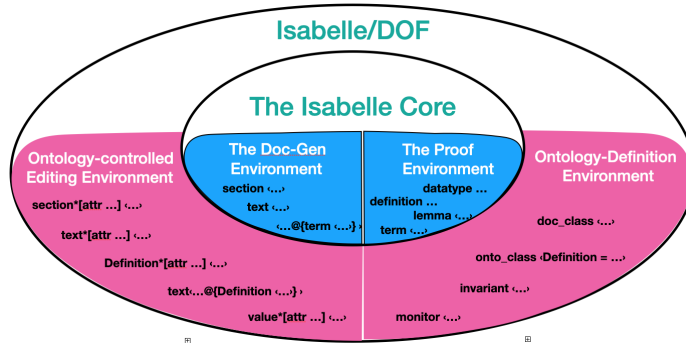 Isabelle/DOF
The Isabelle Core
Ontology-controlled
Editing Environment
section*[attr ...] ‹...›
text*[attr ...] ‹...›
Definition*[attr ...] ‹...›
text‹...@{Definition ‹...›} ›
value*[attr ...] ‹...›
The Doc-Gen
Environment
section ‹...›
text ‹...›
‹...@{term ‹...›} ›
The Proof
Environment
datatype ...
definition ...
lemma ‹...›
term ‹...›
Ontology-Definition
Environment
doc_class ‹...›
onto_class ‹Definition = ...›
invariant ‹...›
monitor ‹...›